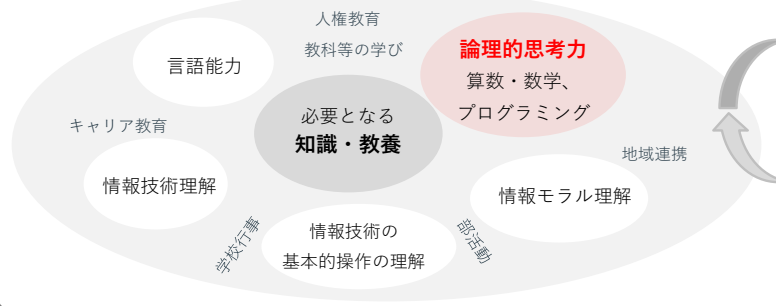 人権教育
教科等の学び
言語能力
論理的思考力
算数・数学、
プログラミング
必要となる
知識・教養
キャリア教育
地域連携
情報技術理解
情報モラル理解
学校行事
情報技術の
基本的操作の理解
部活動